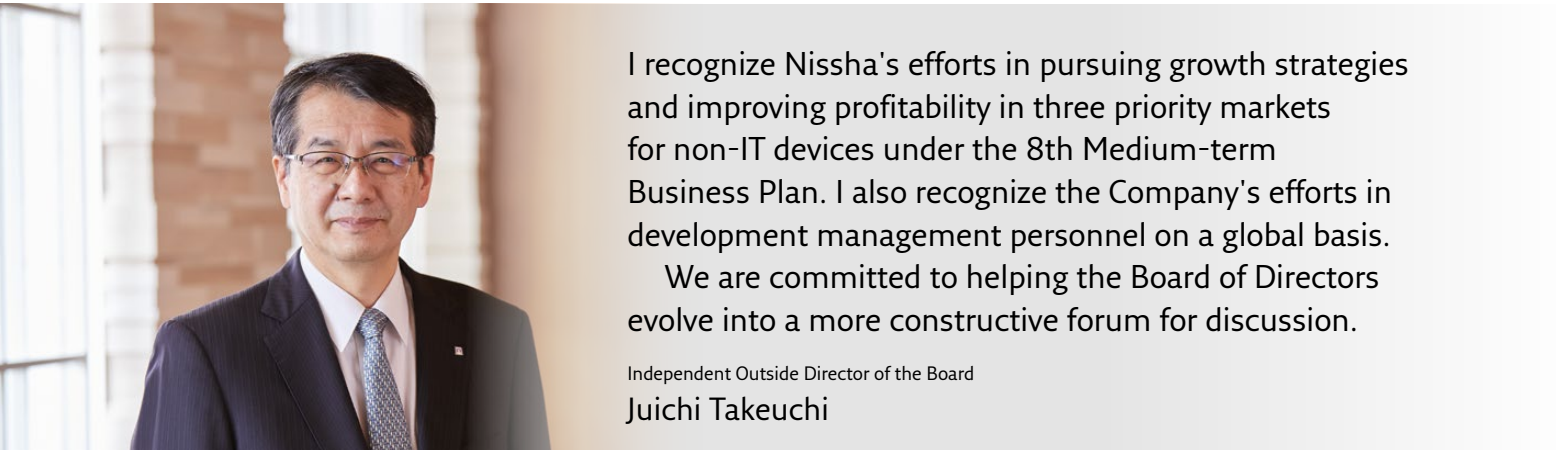 I recognize Nissha's efforts in pursuing growth strategies
and improving profitability in three priority markets
for non-IT devices under the 8th Medium-term
Business Plan. I also recognize the Company's efforts in
development management personnel on a global basis.
We are committed to helping the Board of Directors
evolve into a more constructive forum for discussion.
Independent Outside Director of the Board
Juichi Takeuchi